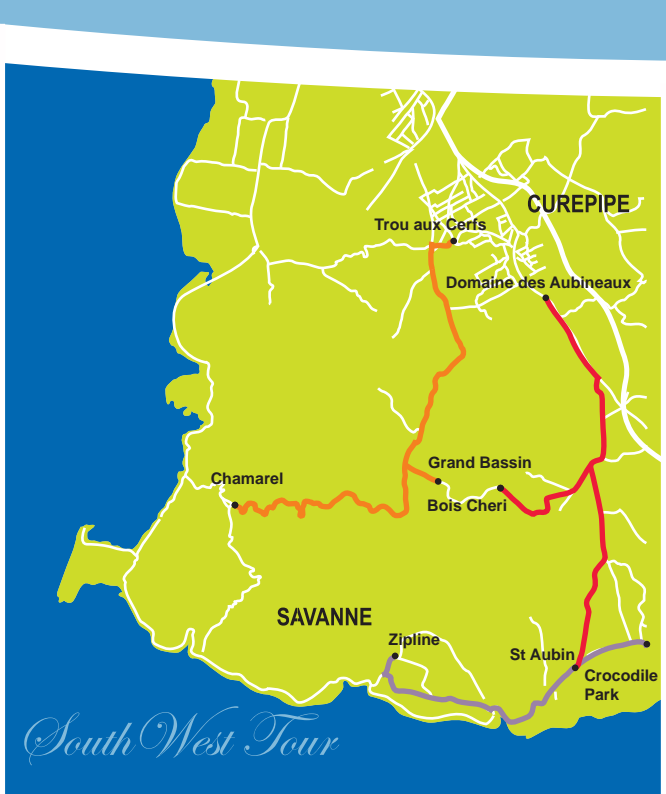 CUREPIPE
Trou aux Cerfs
Domaine des Aubineaux
Grand Bassin
Chamarel
Bois Cheri
SAVANNE
Zipline
St Aubin
Crocodile
Park
South West Tour